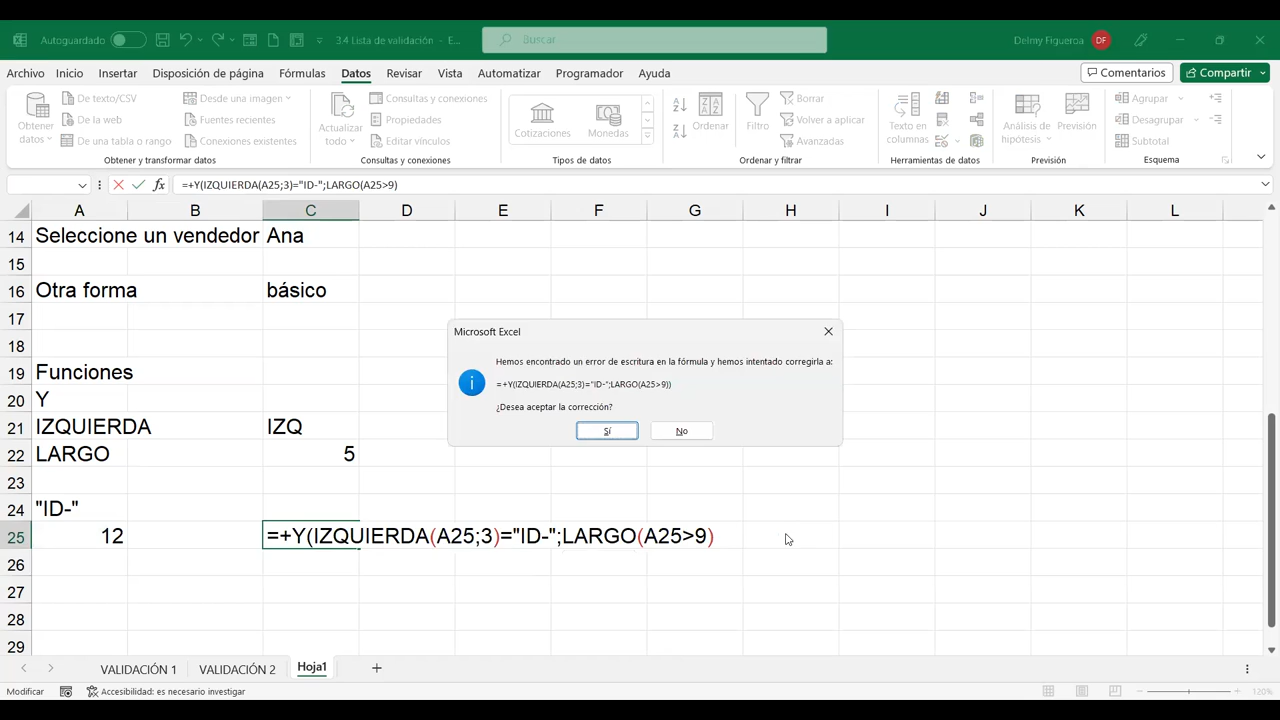 Autoguardado
3.4 Lista de validación - E...
Buscar
Delmy Figueroa
DF
Archivo
Inicio
Insertar
Disposición de página
Fórmulas
Datos
Revisar
Vista
Automatizar
Programador
Ayuda
Comentarios
Compartir
Obtener datos
De texto/CSV
De la web
De una tabla o rango
Desde una imagen
Fuentes recientes
Conexiones existentes
Obtener y transformar datos
Actualizar todo
Consultas y conexiones
Propiedades
Editar vínculos
Consultas y conexiones
Cotizaciones
Monedas
Tipos de datos
Ordenar
Filtro
Borrar
Volver a aplicar
Avanzadas
Ordenar y filtrar
Texto en columnas
Herramientas de datos
Análisis de hipótesis
Previsión
Previsión
Agrupar
Desagrupar
Subtotal
Esquema
fx
=+Y(IZQUIERDA(A25;3)="ID-";LARGO(A25>9)
A B C D E F G H I J K L
14 Seleccione un vendedor Ana
15
16 Otra forma básico
17
18
19 Funciones
20 Y
21 IZQUIERDA IZQ
22 LARGO 5
23
24 "ID-"
25 12 =+Y(IZQUIERDA(A25;3)="ID-";LARGO(A25>9)
26
27
28
29
Microsoft Excel
Hemos encontrado un error de escritura en la fórmula y hemos intentado corregirla a:
=+Y(IZQUIERDA(A25;3)="ID-";LARGO(A25>9))
¿Desea aceptar la corrección?
Sí
No
VALIDACIÓN 1
VALIDACIÓN 2
Hoja1
Modificar
Accesibilidad: es necesario investigar
120%